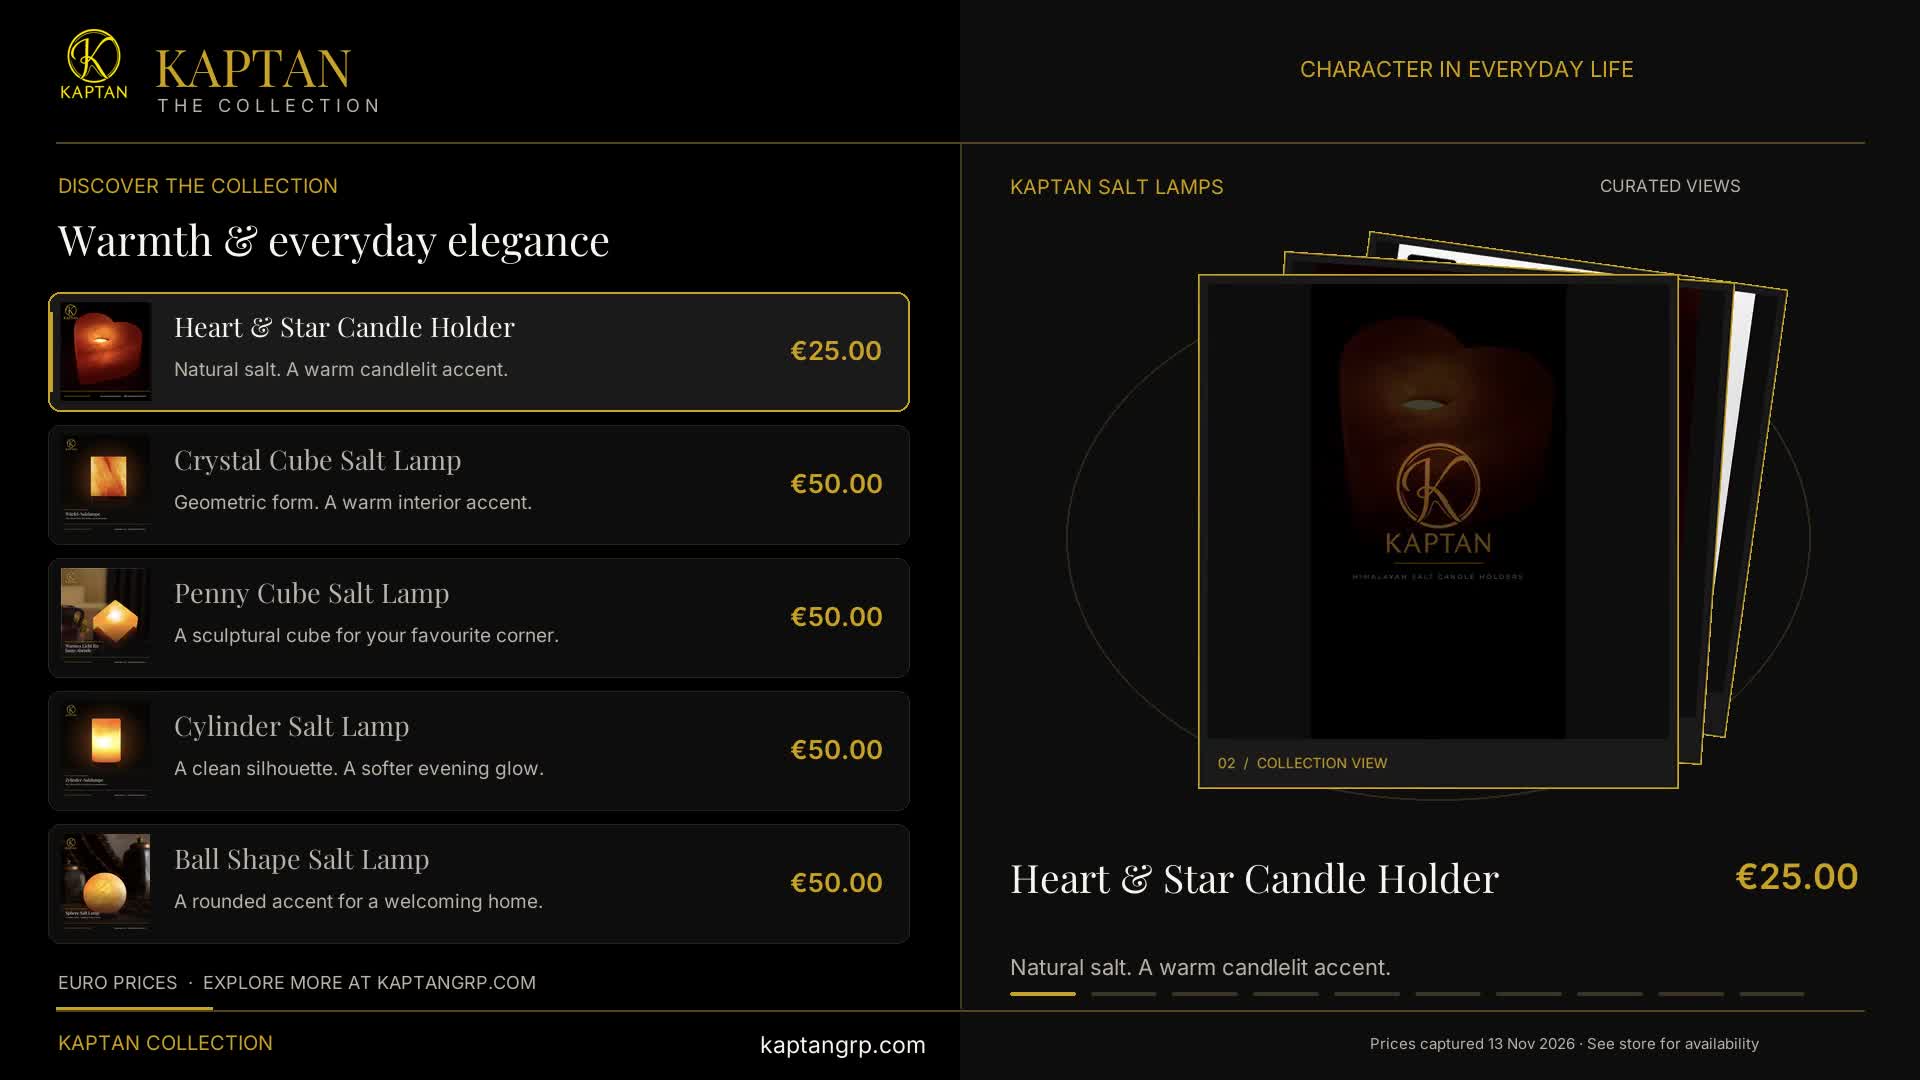 KAPTAN
KAPTAN
THE COLLECTION
CHARACTER IN EVERYDAY LIFE
DISCOVER THE COLLECTION
Warmth & everyday elegance
Heart & Star Candle Holder
Natural salt. A warm candlelit accent.
€25.00
Crystal Cube Salt Lamp
Geometric form. A warm interior accent.
€50.00
Penny Cube Salt Lamp
A sculptural cube for your favourite corner.
€50.00
Cylinder Salt Lamp
A clean silhouette. A softer evening glow.
€50.00
Ball Shape Salt Lamp
A rounded accent for a welcoming home.
€50.00
EURO PRICES · EXPLORE MORE AT KAPTANGRP.COM
KAPTAN SALT LAMPS
CURATED VIEWS
KAPTAN
HIMALAYAN SALT CANDLE HOLDERS
02 / COLLECTION VIEW
Heart & Star Candle Holder
€25.00
Natural salt. A warm candlelit accent.
KAPTAN COLLECTION
kaptangrp.com
Prices captured 13 Nov 2026 · See store for availability